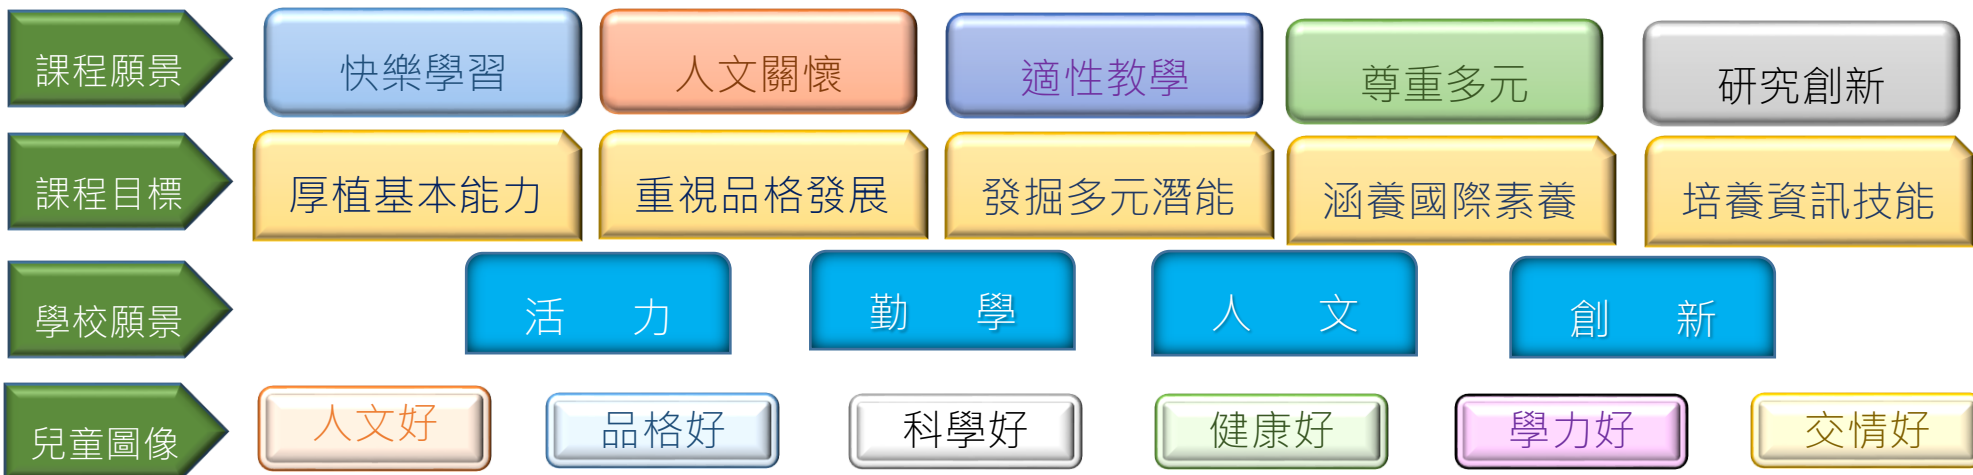 課程願景 快樂學習 人文關懷 適性教學 尊重多元 研究創新
課程目標 厚植基本能力 重視品格發展 發掘多元潛能 涵養國際素養 培養資訊技能
學校願景 活 力 勤 學 人 文 創 新
兒童圖像 人文好 品格好 科學好 健康好 學力好 交情好